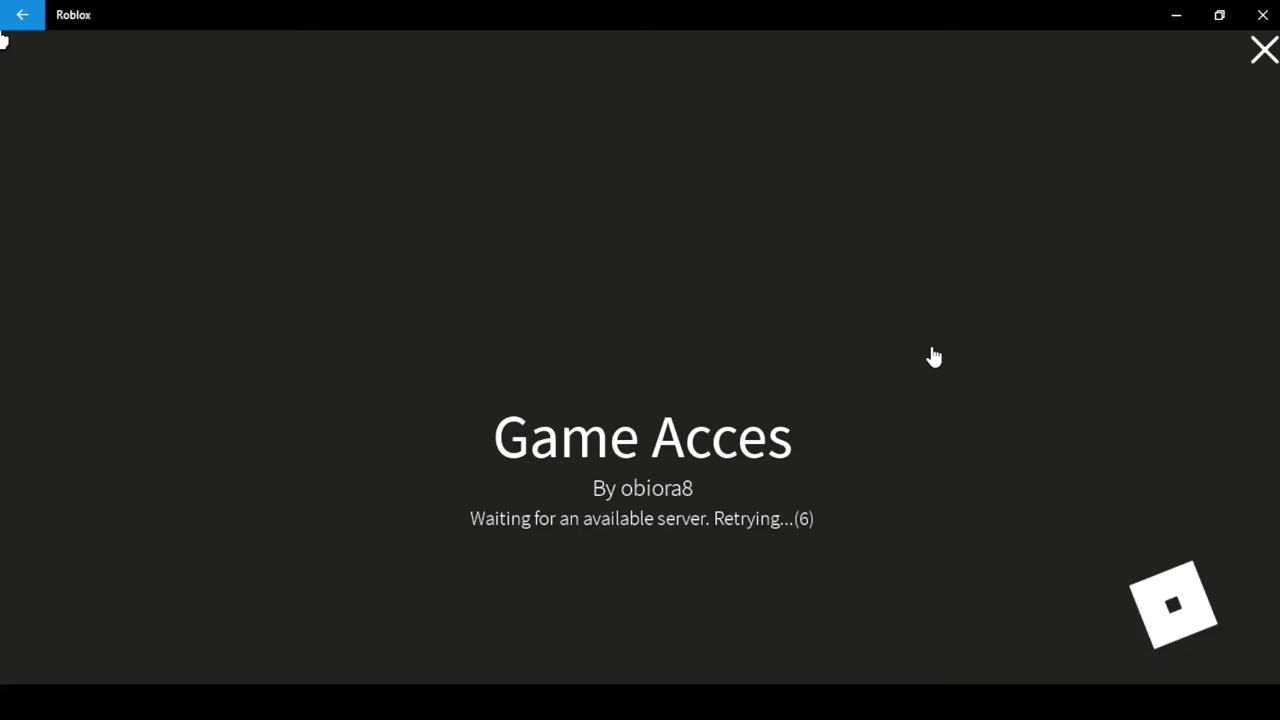 Roblox
Game Acces
By obiora8
Waiting for an available server. Retrying...(6)